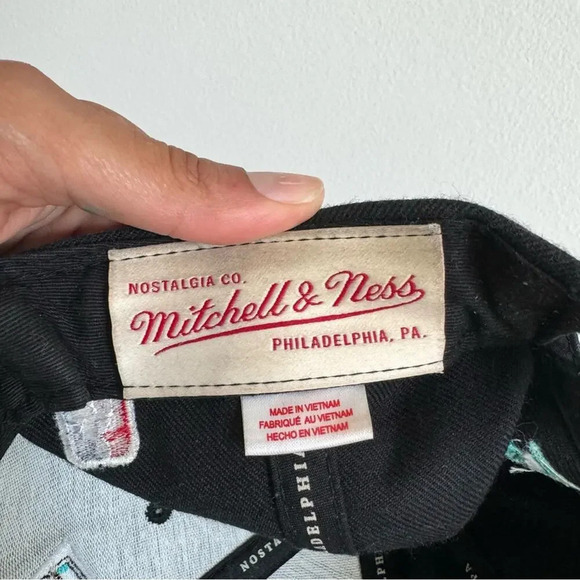 NOSTALGIA CO.
Mitchell & Ness
PHILADELPHIA, PA.
MADE IN VIETNAM
FABRIQUÉ AU VIETNAM
HECHO EN VIETNAM